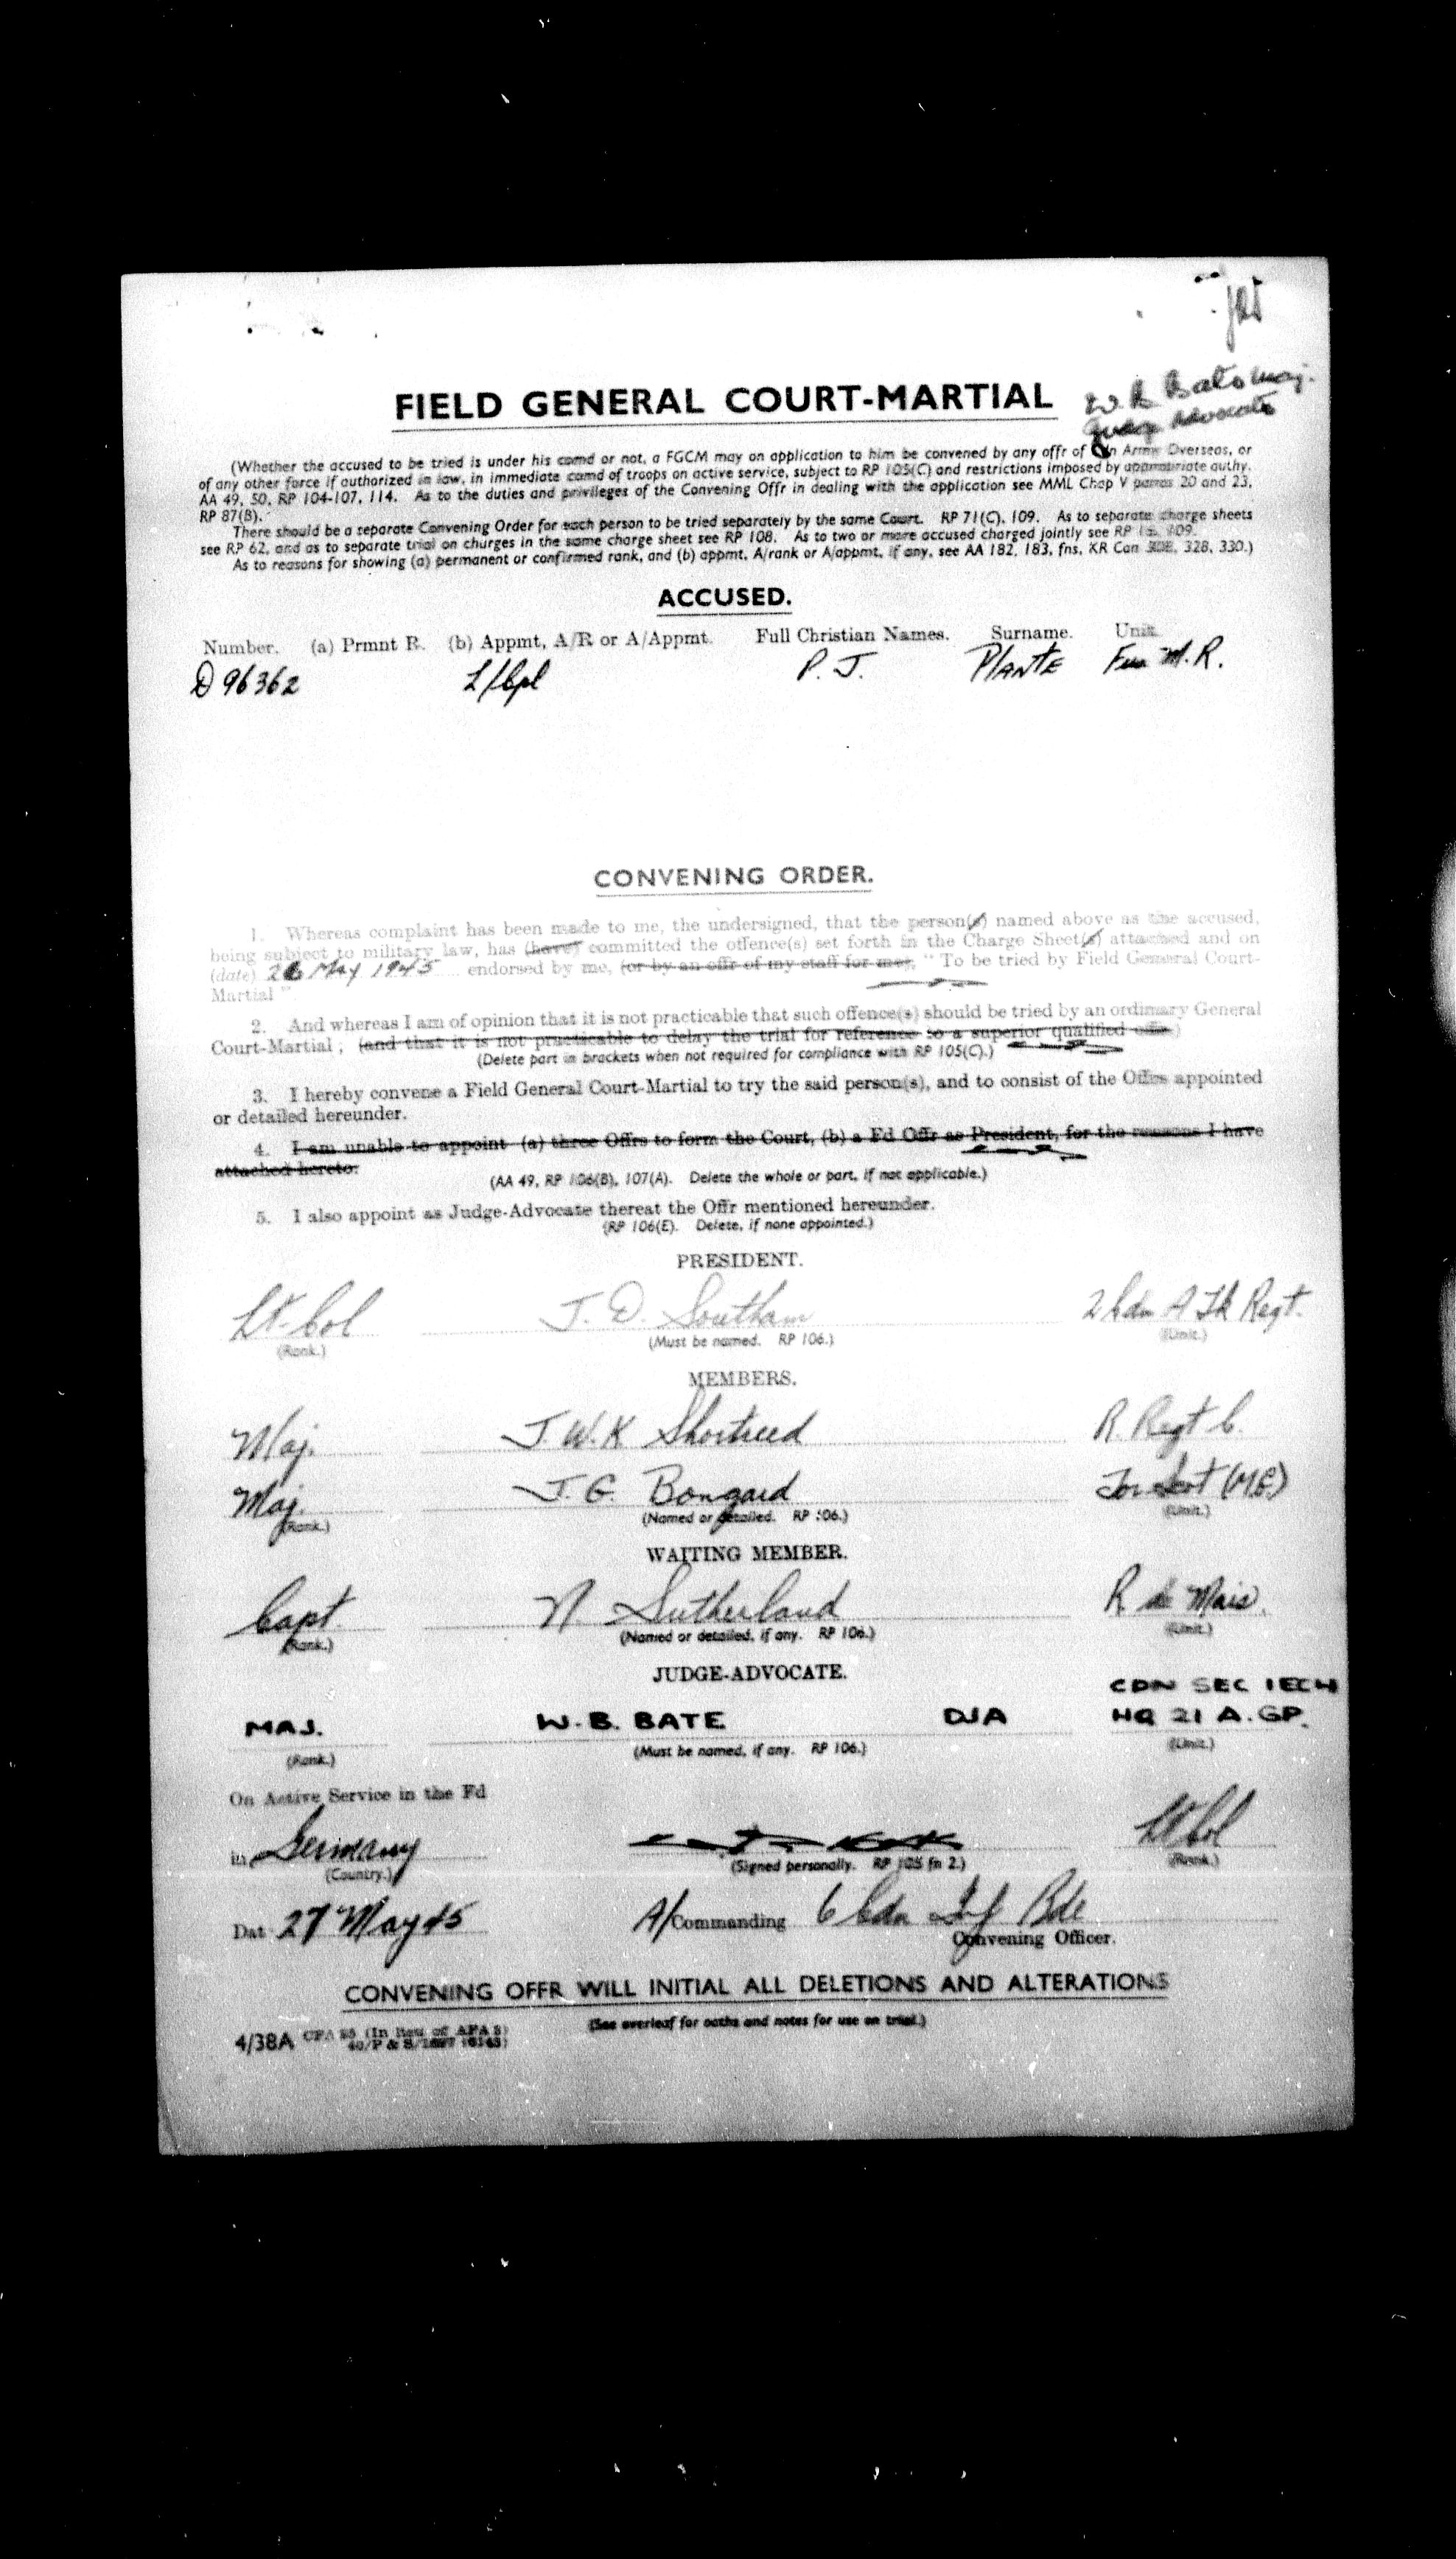 FIELD GENERAL COURT-MARTIAL
W. B. Bate Maj.
Judge Advocate
(Whether the accused to be tried is under his comd or not, a FGCM may on application to him be convened by any offr of Cdn Army Overseas, or
of any other force if authorized in law, in immediate comd of troops on active service, subject to RP 105(C) and restrictions imposed by appropriate authy.
AA 49, 50, RP 104-107, 114. As to the duties and privileges of the Convening Offr in dealing with the application see MML Chap V paras 20 and 23,
RP 87(B).
There should be a separate Convening Order for each person to be tried separately by the same Court. RP 71(C), 109. As to separate charge sheets
see RP 62, and as to separate trial on churges in the same charge sheet see RP 108. As to two or more accused charged jointly see RP 109.
As to reasons for showing (a) permanent or confirmed rank, and (b) appmt, A/rank or A/appmt, if any, see AA 182, 183, fns, KR Can 328, 330.)
ACCUSED.
Number. (a) Prmnt R. (b) Appmt, A/R or A/Appmt. Full Christian Names. Surname. Unit.
D 96362 L/Cpl P. J. PLANTE Fus M.R.
CONVENING ORDER.
1. Whereas complaint has been made to me, the undersigned, that the person(s) named above as the accused,
being subject to military law, has (have) committed the offence(s) set forth in the Charge Sheet(s) attached and on
(date) 26 May 1945 endorsed by me, (or by an offr of my staff for me), "To be tried by Field General Court-
Martial"
2. And whereas I am of opinion that it is not practicable that such offence(s) should be tried by an ordinary General
Court-Martial; (and that it is not practicable to delay the trial for reference to a superior qualified offr.)
(Delete part in brackets when not required for compliance with RP 105(C).)
3. I hereby convene a Field General Court-Martial to try the said person(s), and to consist of the Offrs appointed
or detailed hereunder.
4. I am unable to appoint (a) three Offrs to form the Court, (b) a Fd Offr as President, for the reasons I have
attached hereto.
(AA 49, RP 106(B), 107(A). Delete the whole or part, if not applicable.)
5. I also appoint as Judge-Advocate thereat the Offr mentioned hereunder.
(RP 106(E). Delete, if none appointed.)
PRESIDENT.
Lt-Col J. D. Southam 2 Cdn A Tk Regt.
(Rank.) (Must be named. RP 106.) (Unit.)
MEMBERS.
Maj. J. W. K Shortreed R. Regt C.
Maj. J. G. Bongard Tor Scot (M.G)
(Rank.) (Named or detailed. RP 106.) (Unit.)
WAITING MEMBER.
Capt. N. Sutherland R de Mais.
(Rank.) (Named or detailed, if any. RP 106.) (Unit.)
JUDGE-ADVOCATE.
CDN SEC 1 ECH
MAJ. W. B. BATE DJA HQ 21 A. GP.
(Rank.) (Must be named, if any. RP 106.) (Unit.)
On Active Service in the Fd
in Germany Lt Col
(Country.) (Signed personally. RP 105 fn 2.) (Rank.)
Dat 27 May 45 A/Commanding 6 Cdn Inf Bde
Convening Officer.
CONVENING OFFR WILL INITIAL ALL DELETIONS AND ALTERATIONS
(See overleaf for oaths and notes for use on trial.)
4/38A (In lieu of AFA 3)